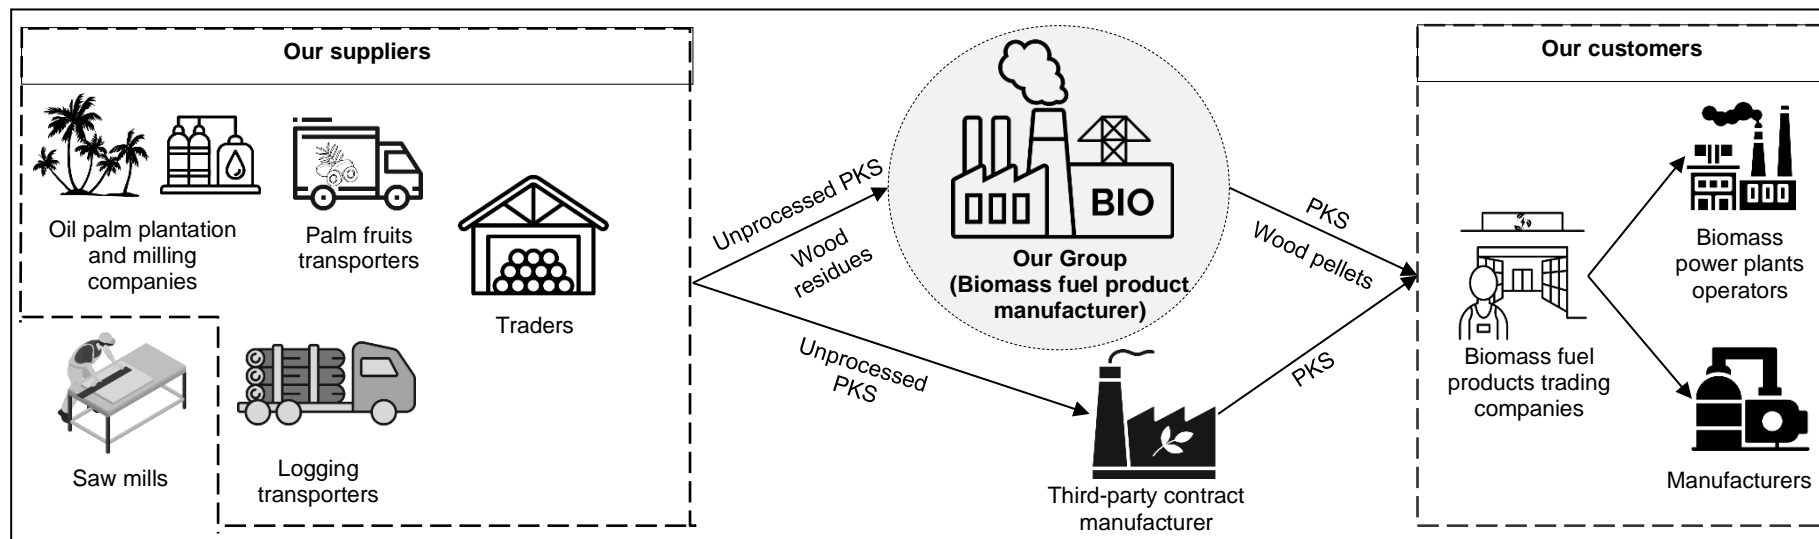 Our suppliers
Oil palm plantation
and milling
companies
Palm fruits
transporters
Traders
Saw mills
Logging
transporters
Unprocessed PKS
Wood
residues
Unprocessed
PKS
BIO
Our Group
(Biomass fuel product
manufacturer)
Third-party contract
manufacturer
PKS
Wood pellets
PKS
Our customers
Biomass fuel
products trading
companies
Biomass
power plants
operators
Manufacturers